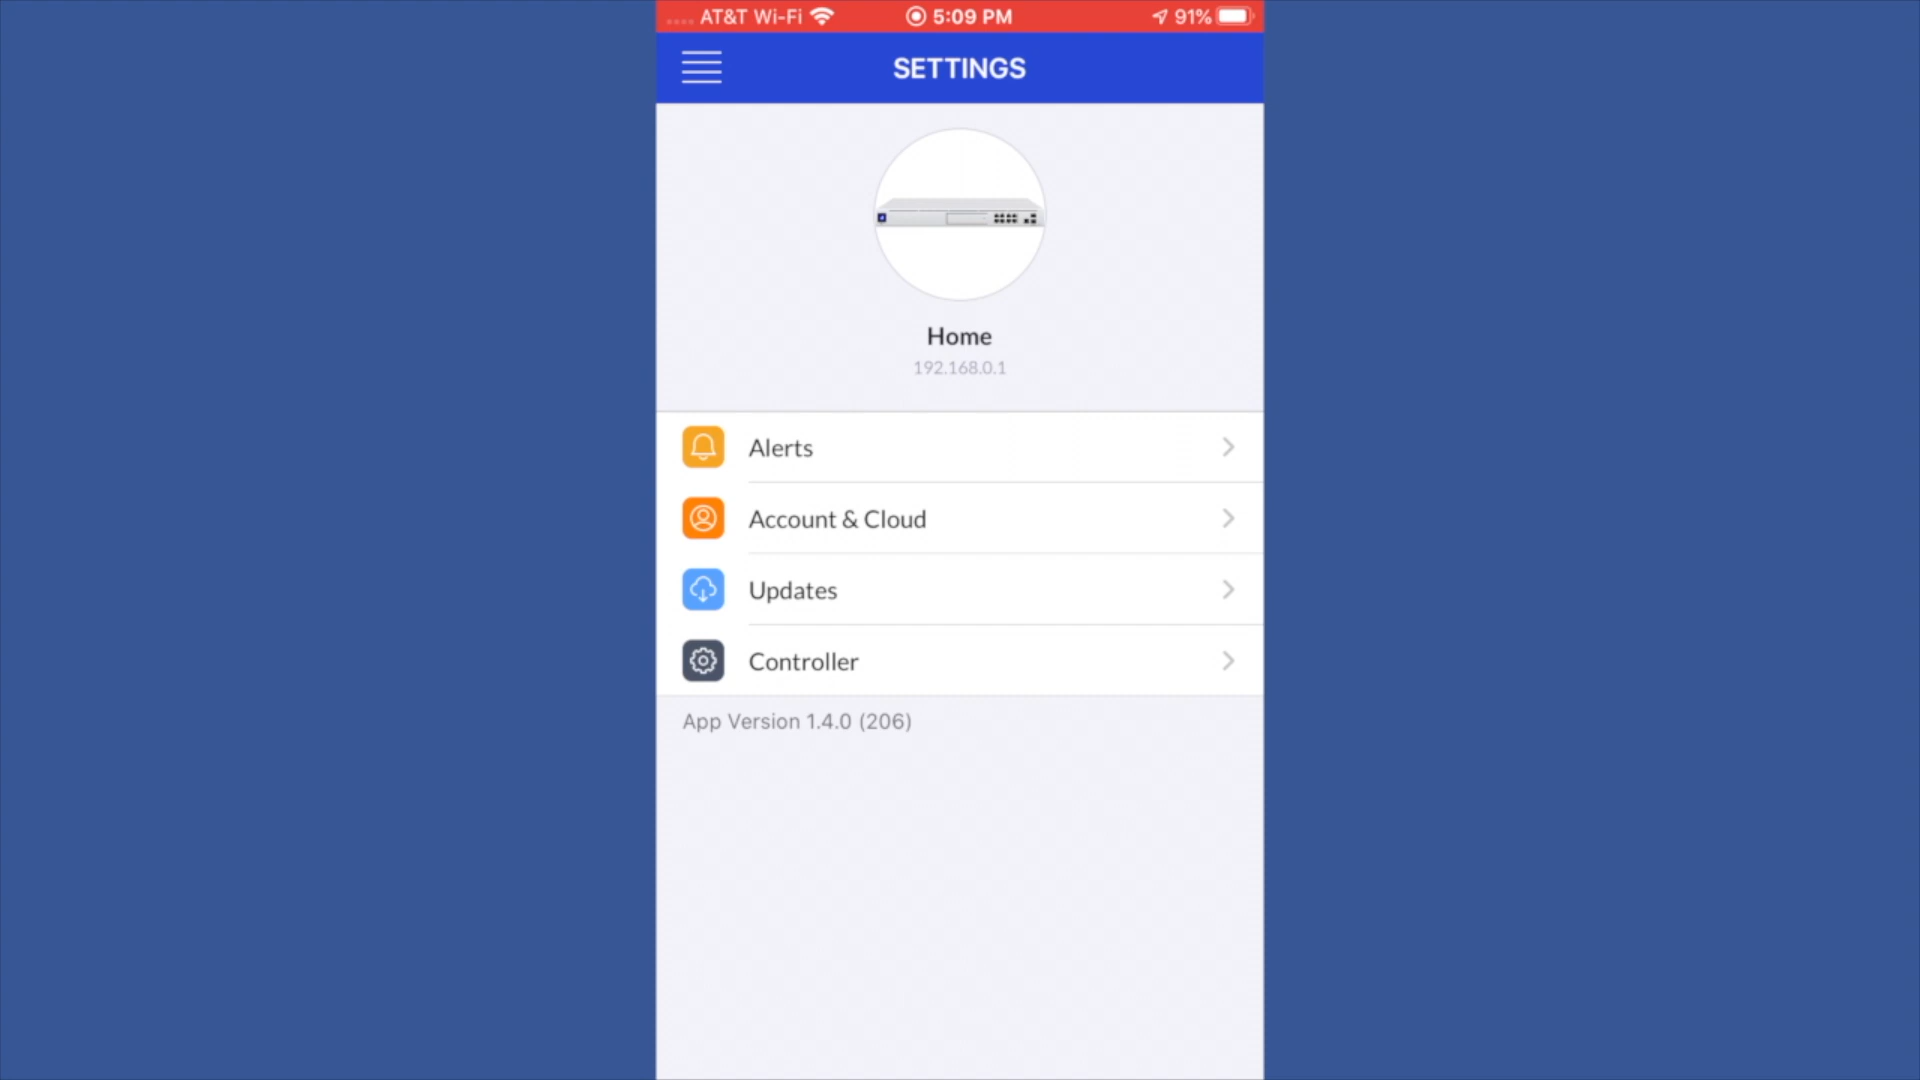 AT&T Wi-Fi 5:09 PM 91%
SETTINGS
Home
192.168.0.1
Alerts
Account & Cloud
Updates
Controller
App Version 1.4.0 (206)